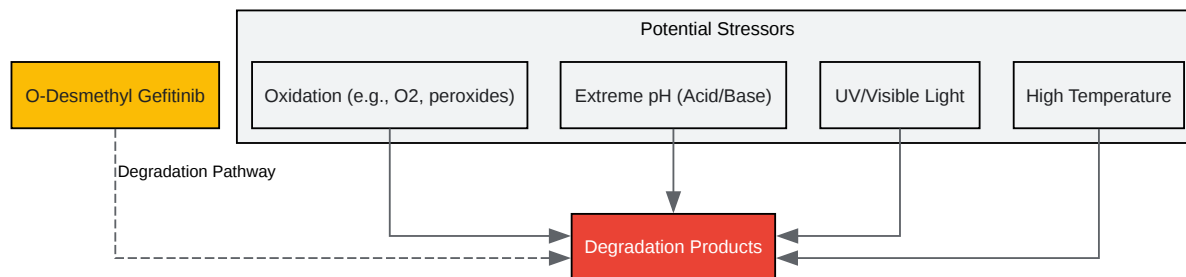 Potential Stressors
O-Desmethyl Gefitinib
Oxidation (e.g., O2, peroxides)
Extreme pH (Acid/Base)
UV/Visible Light
High Temperature
Degradation Pathway
Degradation Products